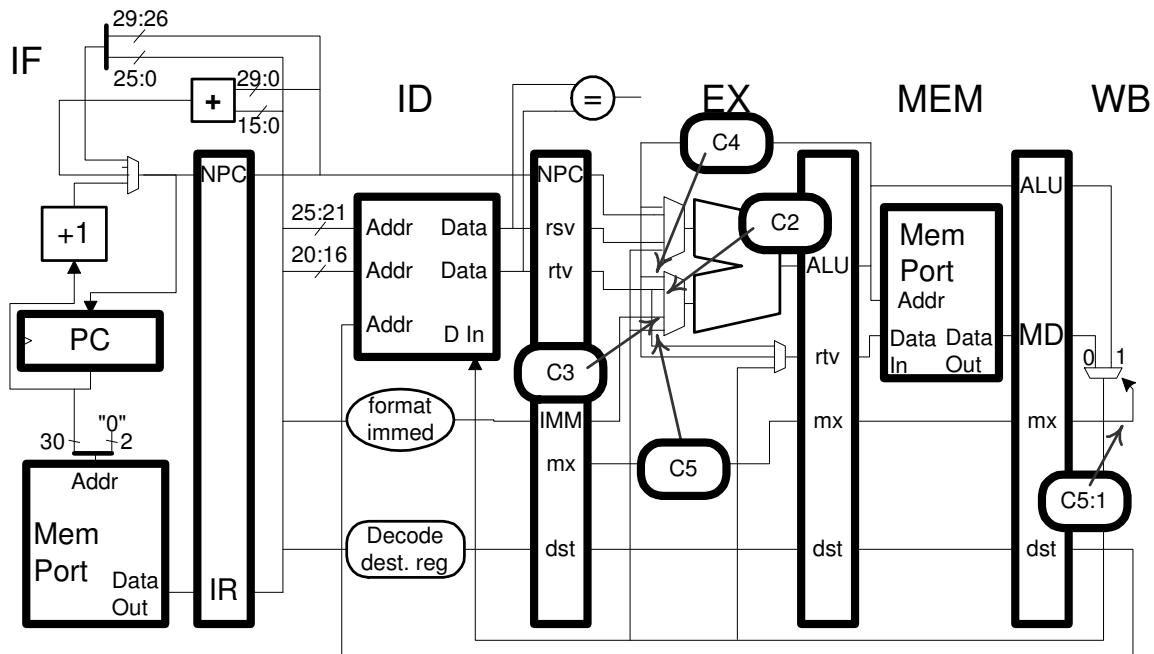 29:26
IF
25:0
ID
EX
MEM
WB
=
+
29:0
15:0
C4
NPC
NPC
ALU
+1
25:21
Addr
Data
rsv
C2
Mem
Port
20:16
Addr
Data
rtv
ALU
Addr
PC
Addr
D In
Data
In
Data
Out
MD
rtv
0
1
C3
format
immed
IMM
mx
mx
"0"
30
2
Addr
mx
C5
C5:1
Mem
Port
Data
Out
IR
Decode
dest. reg
dst
dst
dst